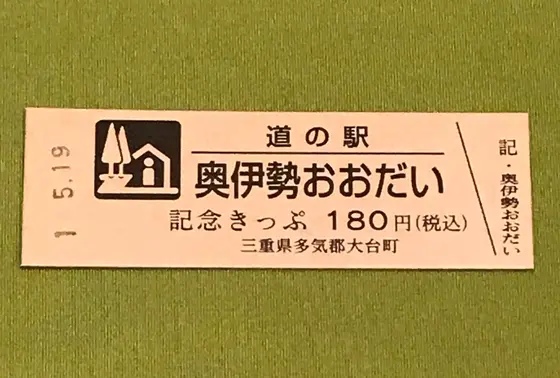 1. 5.19
道の駅
奥伊勢おおだい
記念きっぷ 180円(税込)
三重県多気郡大台町
記・奥伊勢おおだい